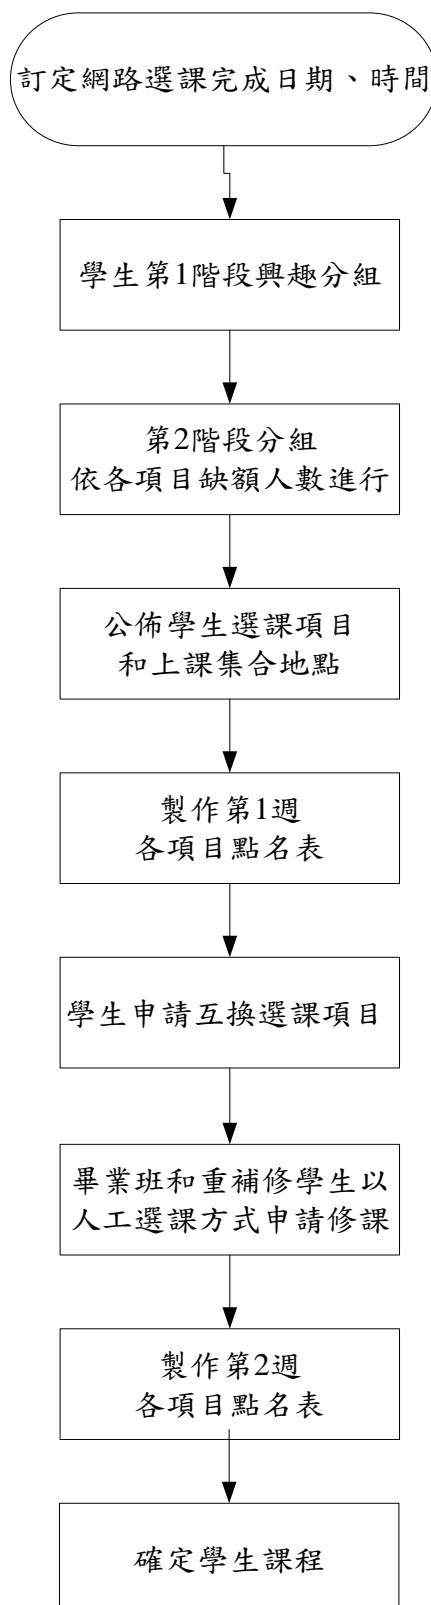 訂定網路選課完成日期、時間
學生第1階段興趣分組
第2階段分組
依各項目缺額人數進行
公佈學生選課項目
和上課集合地點
製作第1週
各項目點名表
學生申請互換選課項目
畢業班和重補修學生以
人工選課方式申請修課
製作第2週
各項目點名表
確定學生課程